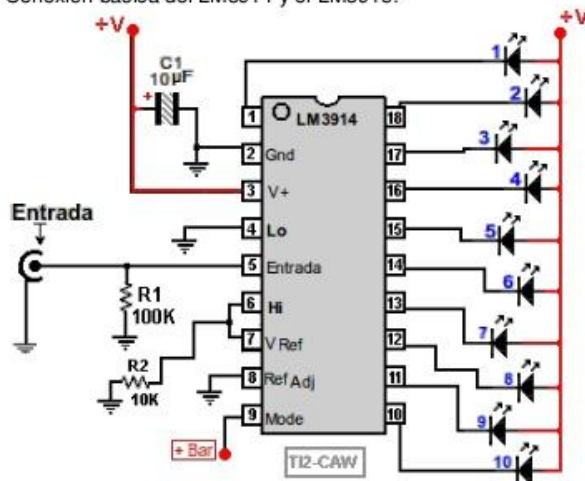 Conexión básica del LM3914 y el LM3915.
+V
+V
C1
10µF
+
1
LM3914
18
1
2
2
Gnd
17
3
3
V+
16
4
Entrada
4
Lo
15
5
5
Entrada
14
6
R1
100K
6
Hi
13
7
7
V Ref
12
8
R2
10K
8
Ref Adj
11
9
9
Mode
10
10
+ Bar
TI2-CAW